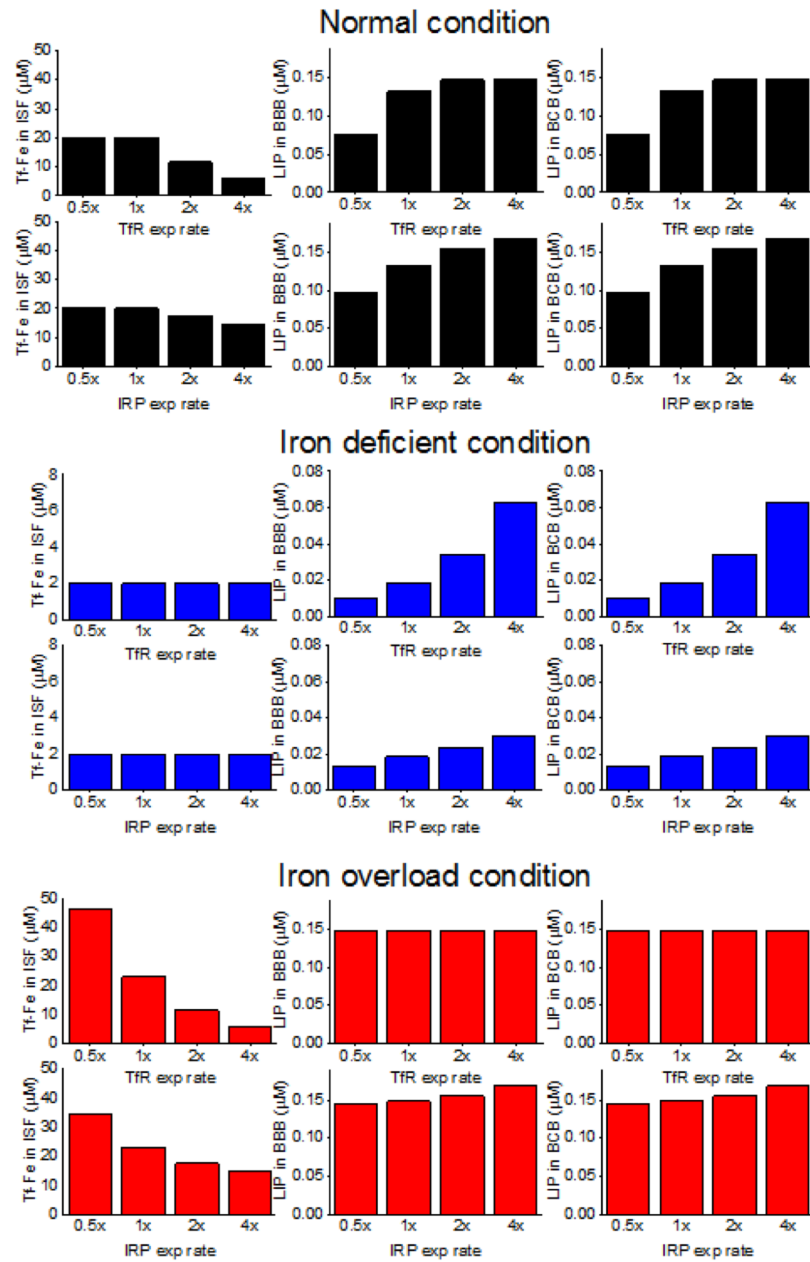 Normal condition
Tf-Fe in ISF (µM)
50
40
30
20
10
0
0.5x 1x 2x 4x
TfR exp rate
LIP in BBB (µM)
0.15
0.10
0.05
0.00
0.5x 1x 2x 4x
TfR exp rate
LIP in BCB (µM)
0.15
0.10
0.05
0.00
0.5x 1x 2x 4x
TfR exp rate
Tf-Fe in ISF (µM)
50
40
30
20
10
0
0.5x 1x 2x 4x
IRP exp rate
LIP in BBB (µM)
0.15
0.10
0.05
0.00
0.5x 1x 2x 4x
IRP exp rate
LIP in BCB (µM)
0.15
0.10
0.05
0.00
0.5x 1x 2x 4x
IRP exp rate
Iron deficient condition
Tf-Fe in ISF (µM)
8
6
4
2
0
0.5x 1x 2x 4x
TfR exp rate
LIP in BBB (µM)
0.08
0.06
0.04
0.02
0.00
0.5x 1x 2x 4x
TfR exp rate
LIP in BCB (µM)
0.08
0.06
0.04
0.02
0.00
0.5x 1x 2x 4x
TfR exp rate
Tf-Fe in ISF (µM)
8
6
4
2
0
0.5x 1x 2x 4x
IRP exp rate
LIP in BBB (µM)
0.08
0.06
0.04
0.02
0.00
0.5x 1x 2x 4x
IRP exp rate
LIP in BCB (µM)
0.08
0.06
0.04
0.02
0.00
0.5x 1x 2x 4x
IRP exp rate
Iron overload condition
Tf-Fe in ISF (µM)
50
40
30
20
10
0
0.5x 1x 2x 4x
TfR exp rate
LIP in BBB (µM)
0.15
0.10
0.05
0.00
0.5x 1x 2x 4x
TfR exp rate
LIP in BCB (µM)
0.15
0.10
0.05
0.00
0.5x 1x 2x 4x
TfR exp rate
Tf-Fe in ISF (µM)
50
40
30
20
10
0
0.5x 1x 2x 4x
IRP exp rate
LIP in BBB (µM)
0.15
0.10
0.05
0.00
0.5x 1x 2x 4x
IRP exp rate
LIP in BCB (µM)
0.15
0.10
0.05
0.00
0.5x 1x 2x 4x
IRP exp rate